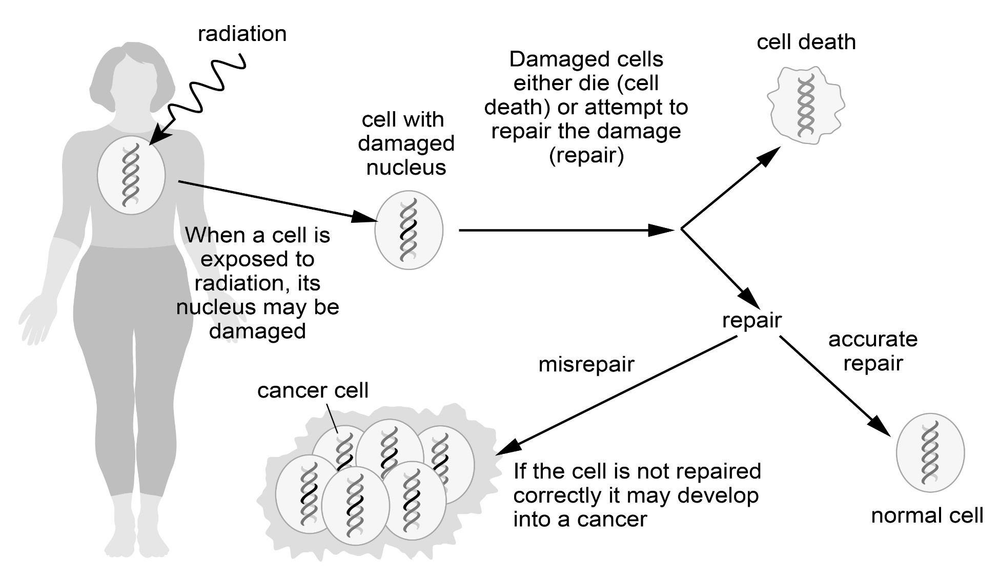 radiation
cell death
Damaged cells
either die (cell
death) or attempt to
repair the damage
(repair)
cell with
damaged
nucleus
When a cell is
exposed to
radiation, its
nucleus may be
damaged
repair
accurate
repair
misrepair
cancer cell
If the cell is not repaired
correctly it may develop
into a cancer
normal cell